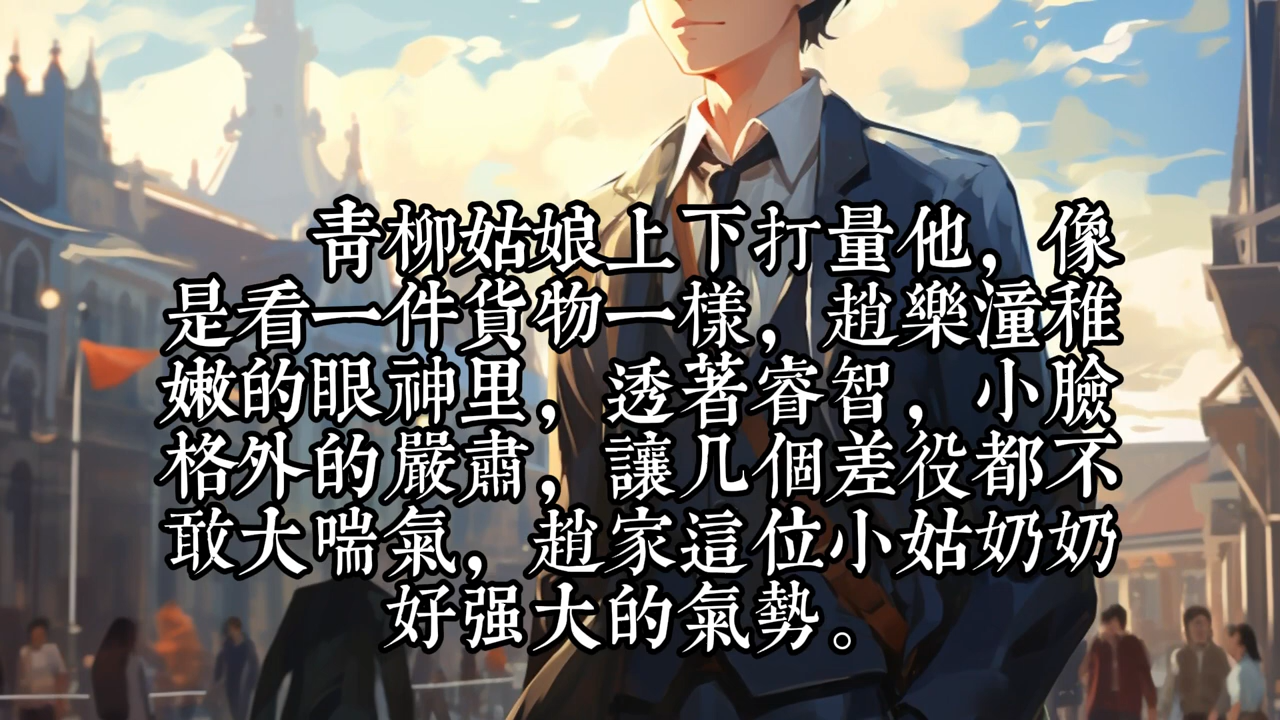 青柳姑娘上下打量他，像
是看一件貨物一樣，趙樂潼稚
嫩的眼神里，透著睿智，小臉
格外的嚴肅，讓几個差役都不
敢大喘氣，趙家這位小姑奶奶
好强大的氣勢。